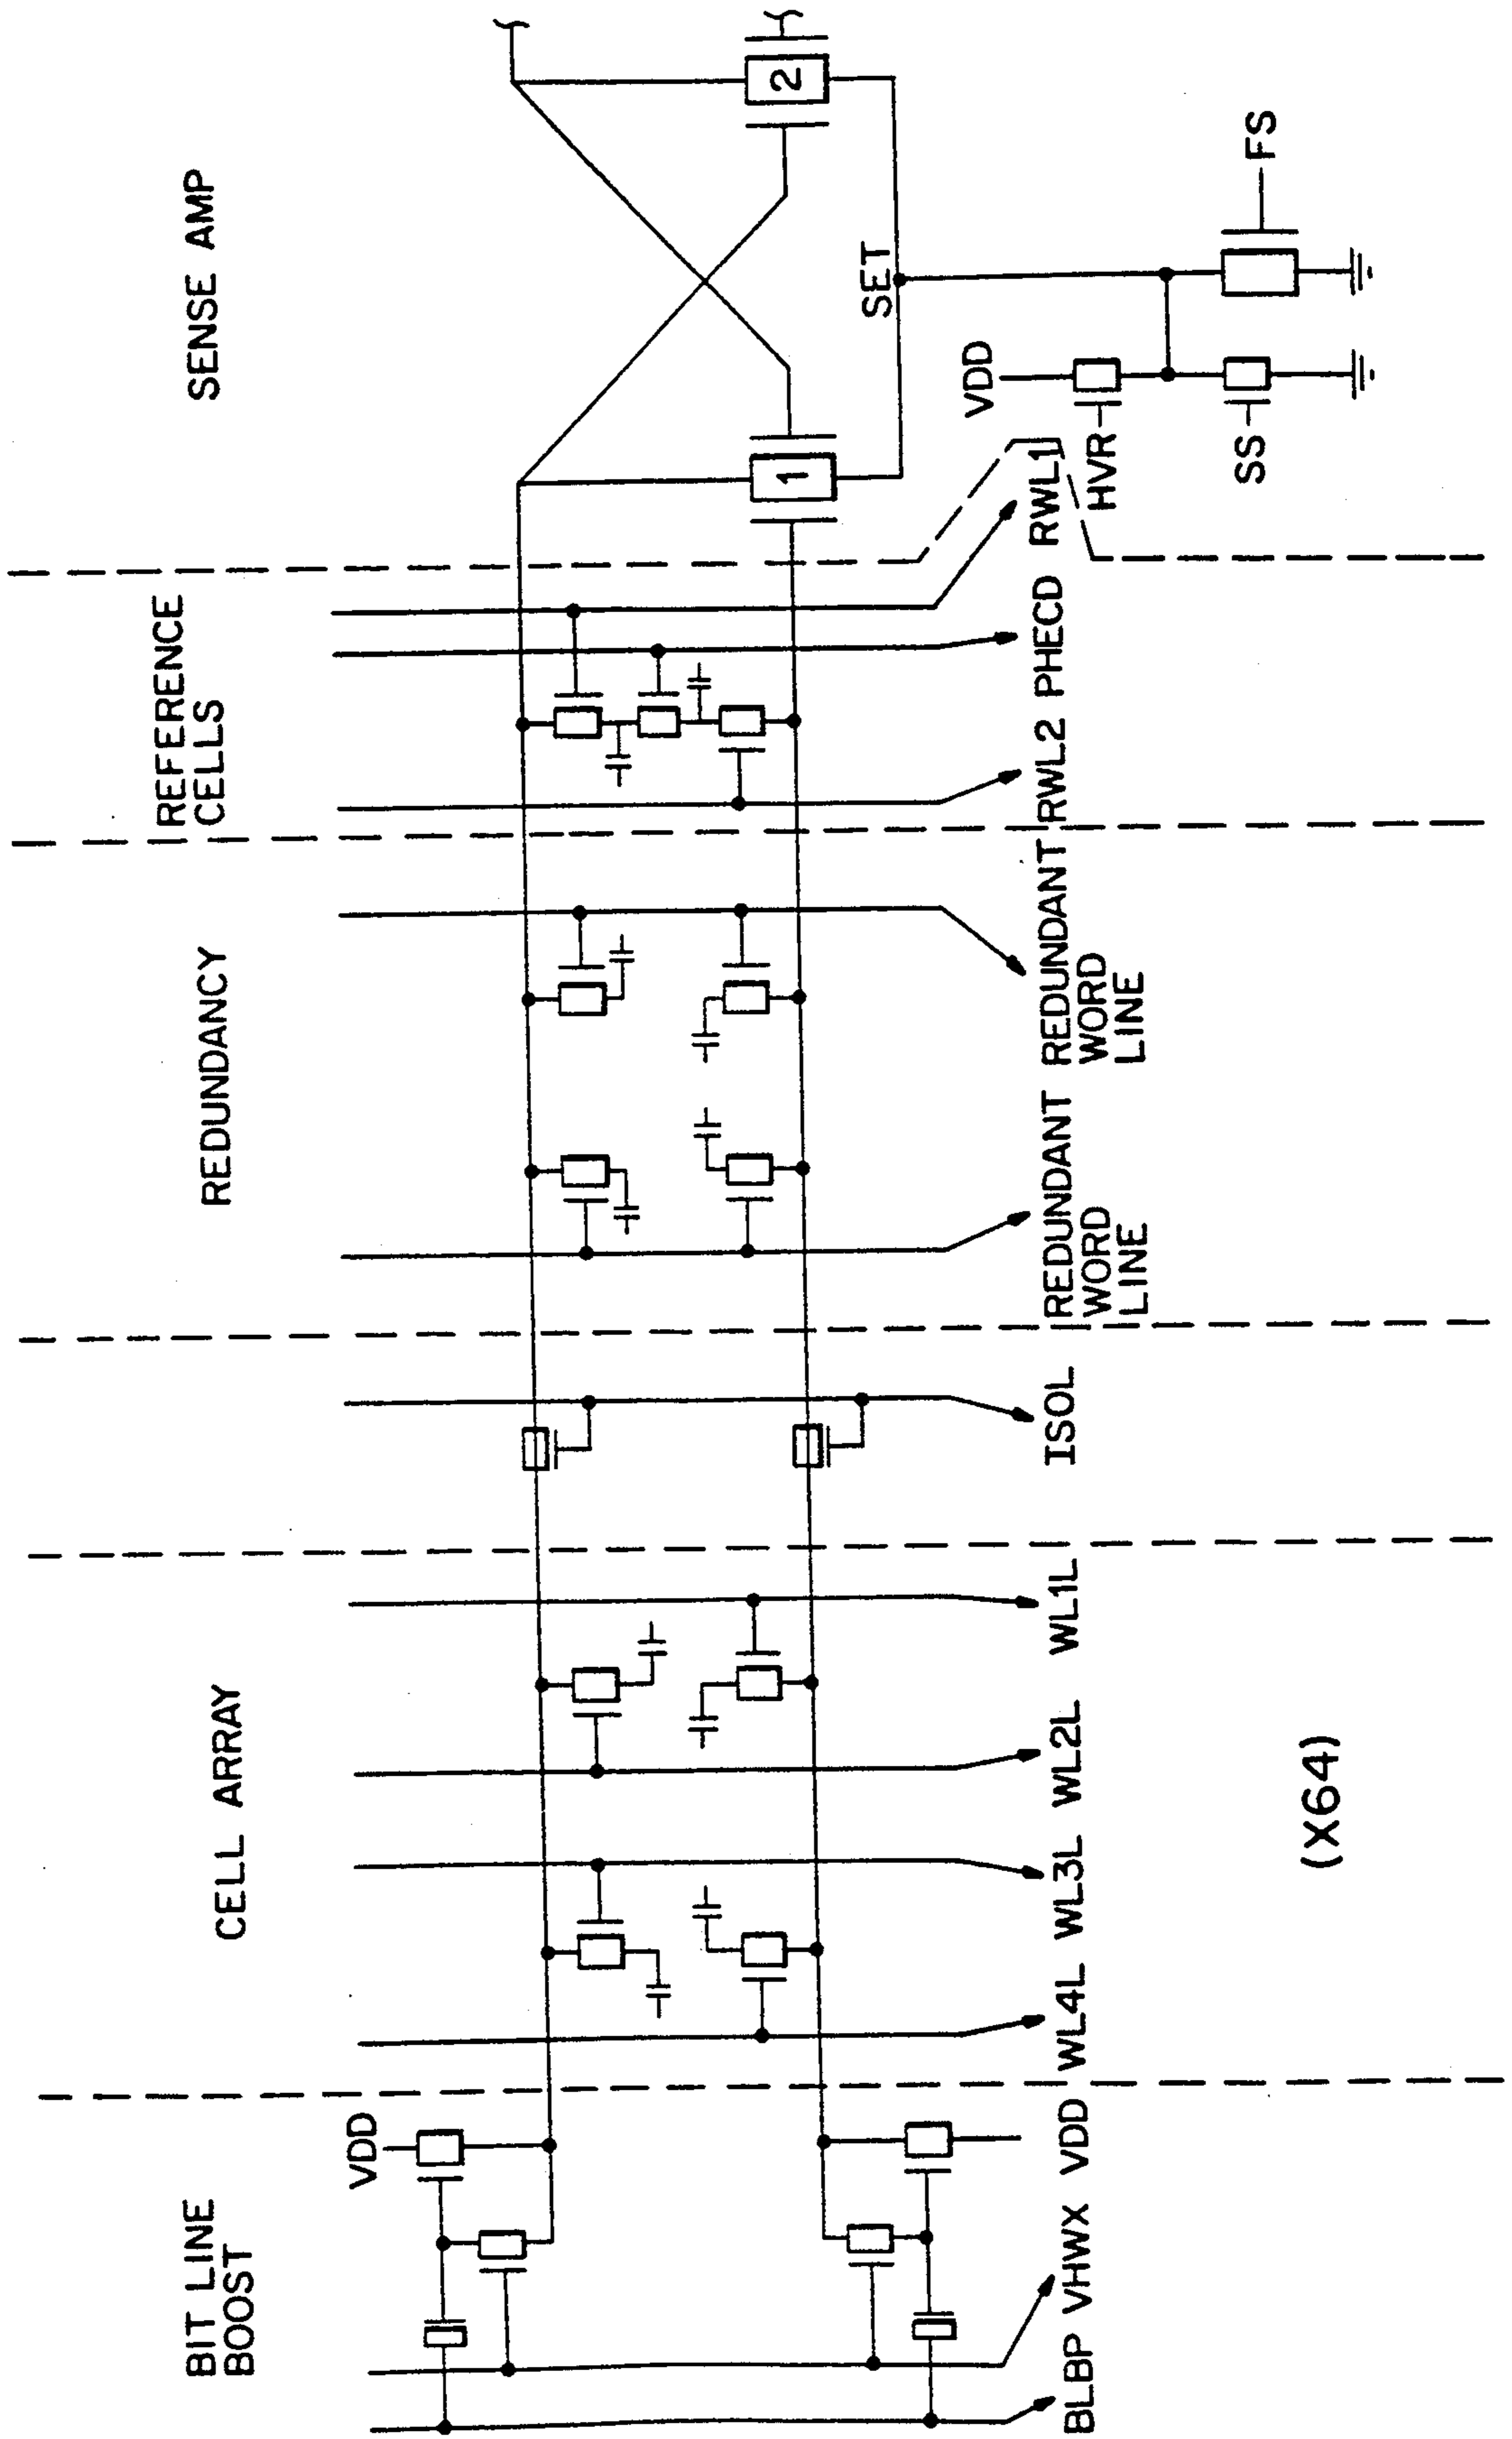 BIT LINE
BOOST
CELL ARRAY
REDUNDANCY
REFERENCE
CELLS
SENSE AMP
VDD
1
2
SET
VDD
HVR
SS
FS
BLBP
VHWX
VDD
WL4L
WL3L
WL2L
WL1L
ISOL
REDUNDANT
WORD
LINE
REDUNDANT
WORD
LINE
RWL2
PHECD
RWL1
(X64)